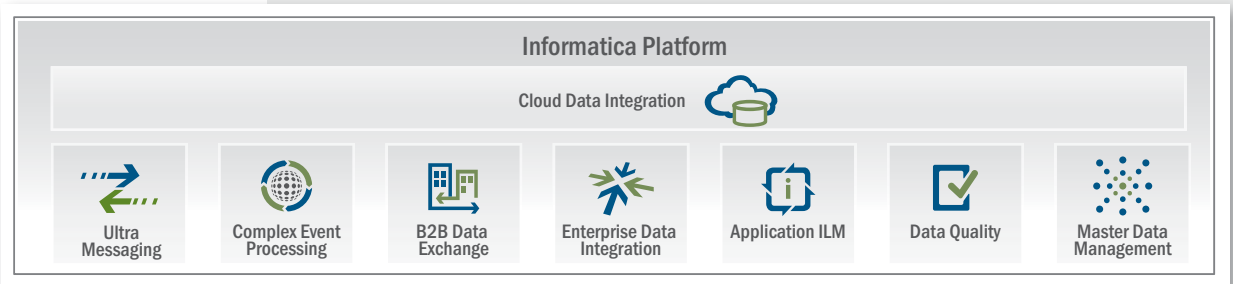 Informatica Platform
Cloud Data Integration
Ultra
Messaging
Complex Event
Processing
B2B Data
Exchange
Enterprise Data
Integration
i
Application ILM
Data Quality
Master Data
Management